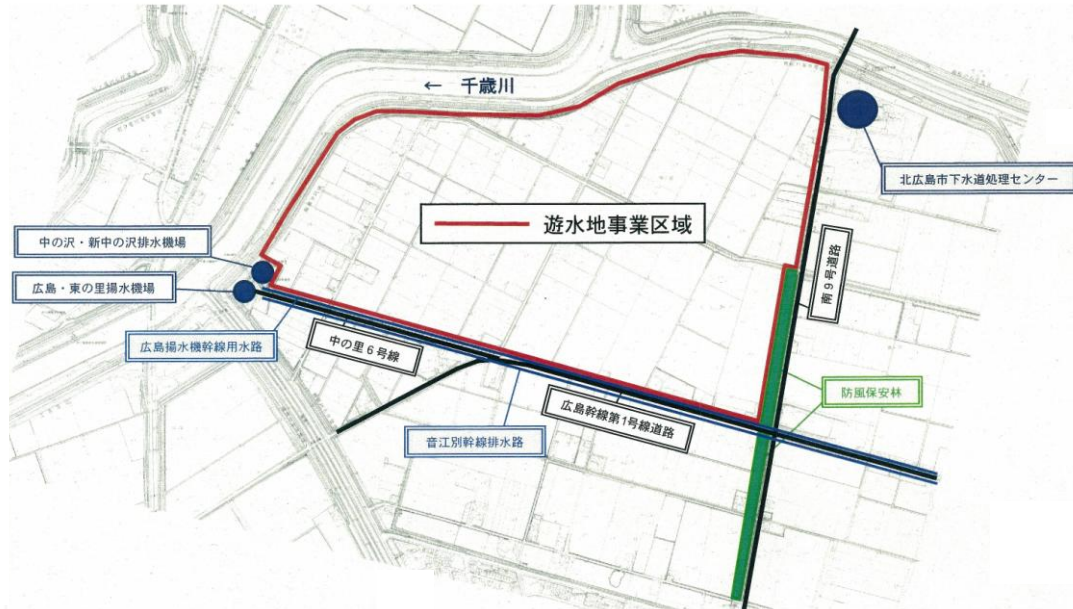 ← 千歳川
北広島市下水道処理センター
遊水地事業区域
中の沢・新中の沢排水機場
広島・東の里揚水機場
南9号道路
広島揚水機幹線用水路
中の里6号線
防風保安林
広島幹線第1号線道路
音江別幹線排水路